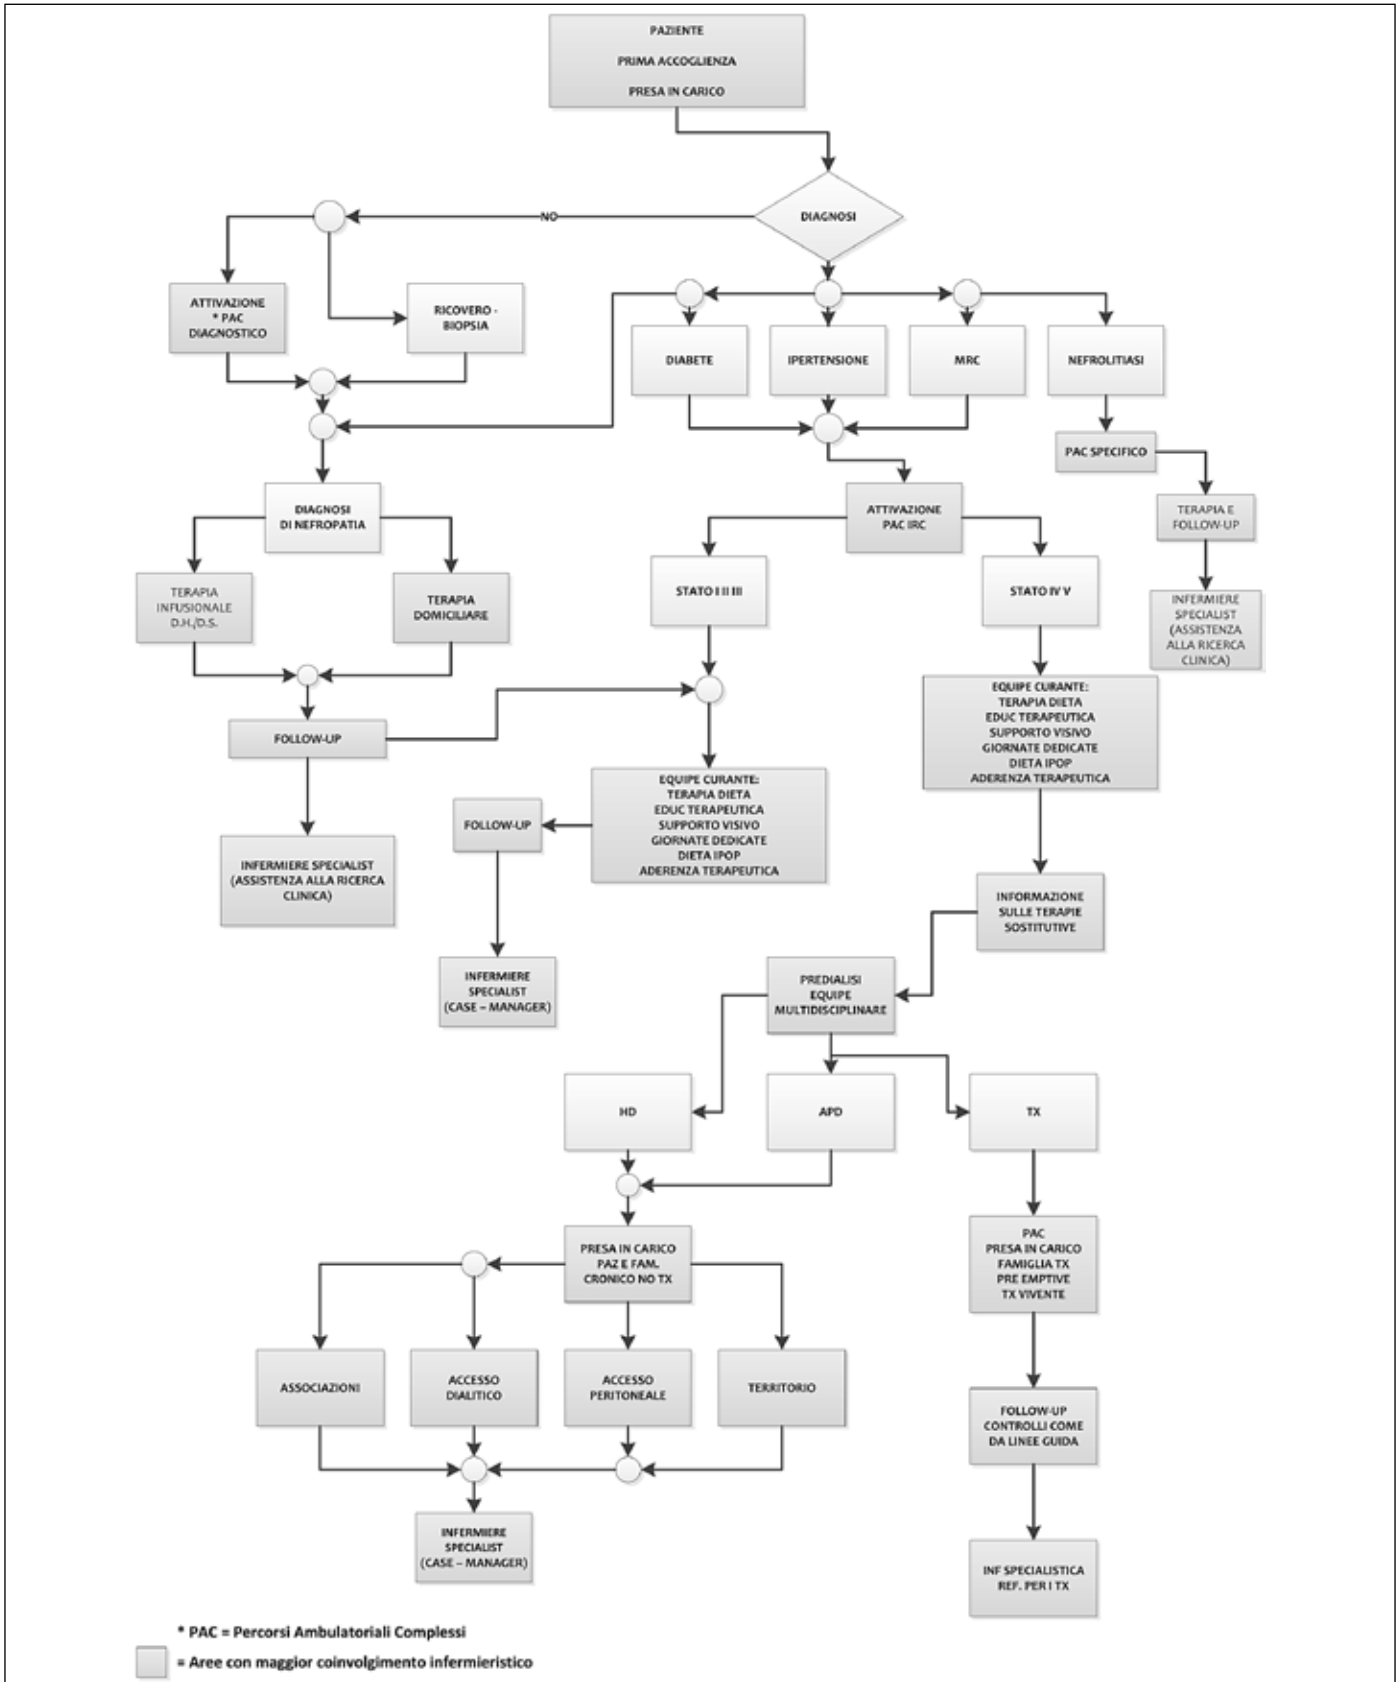 PAZIENTE
PRIMA ACCOGLIENZA
PRESA IN CARICO
DIAGNOSI
NO
ATTIVAZIONE
* PAC
DIAGNOSTICO
RICOVERO -
BIOPSIA
DIABETE
IPERTENSIONE
MRC
NEFROLITIASI
PAC SPECIFICO
TERAPIA E
FOLLOW-UP
INFERMIERE
SPECIALIST
(ASSISTENZA
ALLA RICERCA
CLINICA)
DIAGNOSI
DI NEFROPATIA
ATTIVAZIONE
PAC IRC
TERAPIA
INFUSIONALE
D.H./D.S.
TERAPIA
DOMICILIARE
STATO I II III
STATO IV V
FOLLOW-UP
INFERMIERE SPECIALIST
(ASSISTENZA ALLA RICERCA
CLINICA)
EQUIPE CURANTE:
TERAPIA DIETA
EDUC TERAPEUTICA
SUPPORTO VISIVO
GIORNATE DEDICATE
DIETA IPOP
ADERENZA TERAPEUTICA
FOLLOW-UP
INFERMIERE
SPECIALIST
(CASE – MANAGER)
EQUIPE CURANTE:
TERAPIA DIETA
EDUC TERAPEUTICA
SUPPORTO VISIVO
GIORNATE DEDICATE
DIETA IPOP
ADERENZA TERAPEUTICA
INFORMAZIONE
SULLE TERAPIE
SOSTITUTIVE
PREDIALISI
EQUIPE
MULTIDISCIPLINARE
HD
APD
TX
PRESA IN CARICO
PAZ E FAM.
CRONICO NO TX
PAC
PRESA IN CARICO
FAMIGLIA TX
PRE EMPTIVE
TX VIVENTE
ASSOCIAZIONI
ACCESSO
DIALITICO
ACCESSO
PERITONEALE
TERRITORIO
FOLLOW-UP
CONTROLLI COME
DA LINEE GUIDA
INFERMIERE
SPECIALIST
(CASE – MANAGER)
INF SPECIALISTICA
REF. PER I TX
* PAC = Percorsi Ambulatoriali Complessi
= Aree con maggior coinvolgimento infermieristico